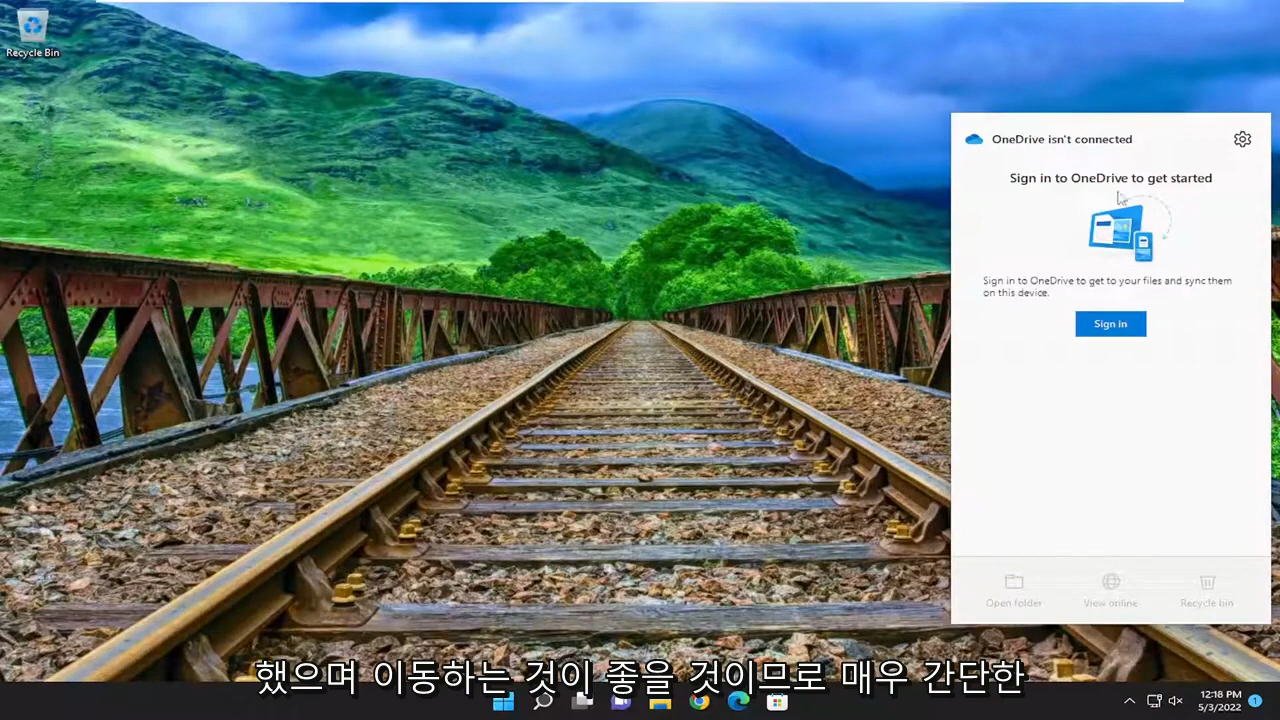 Recycle Bin
OneDrive isn't connected
Sign in to OneDrive to get started
Sign in to OneDrive to get to your files and sync them
on this device.
Sign in
Open folder
View online
Recycle bin
했으며 이동하는 것이 좋을 것이므로 매우 간단한
12:18 PM
5/3/2022
1